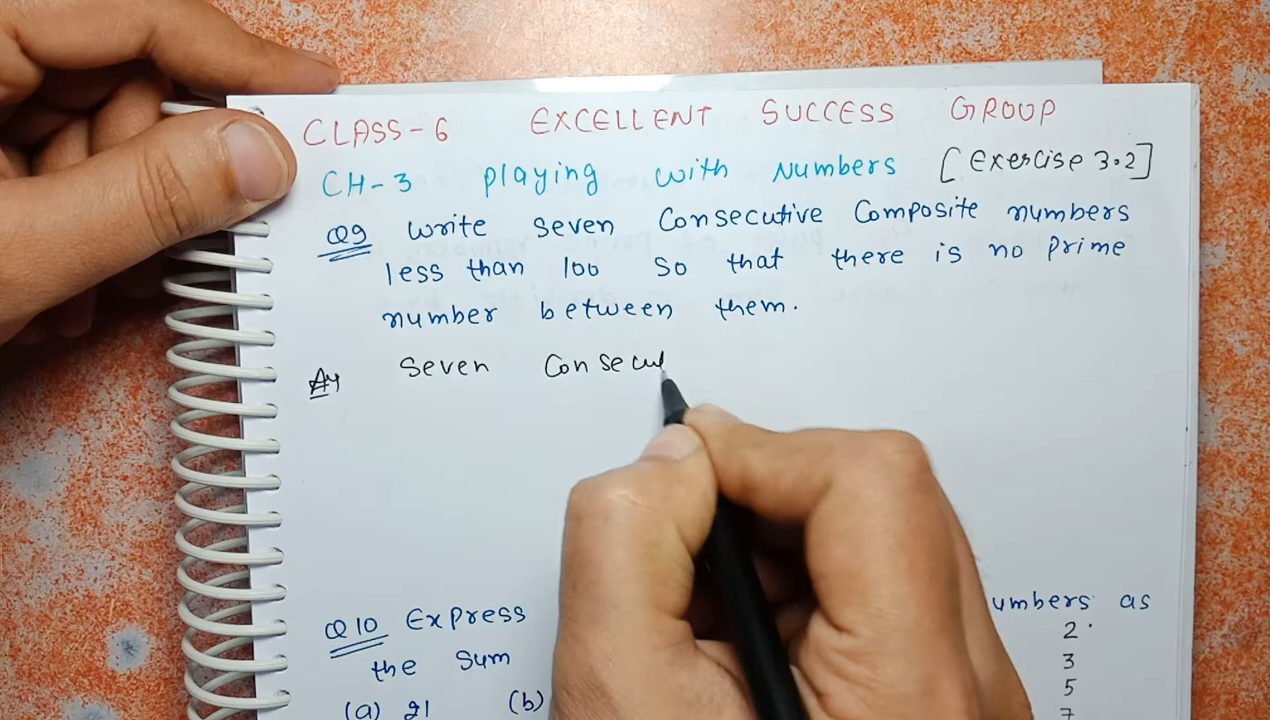 CLASS-6 EXCELLENT SUCCESS GROUP
CH-3 Playing with Numbers [Exercise 3.2]
Q9 Write seven Consecutive Composite numbers
less than 100 so that there is no prime
number between them.
Seven Consecut
Q10 Express umbers as
the sum 2
(a) 21 (b) 3
5
7